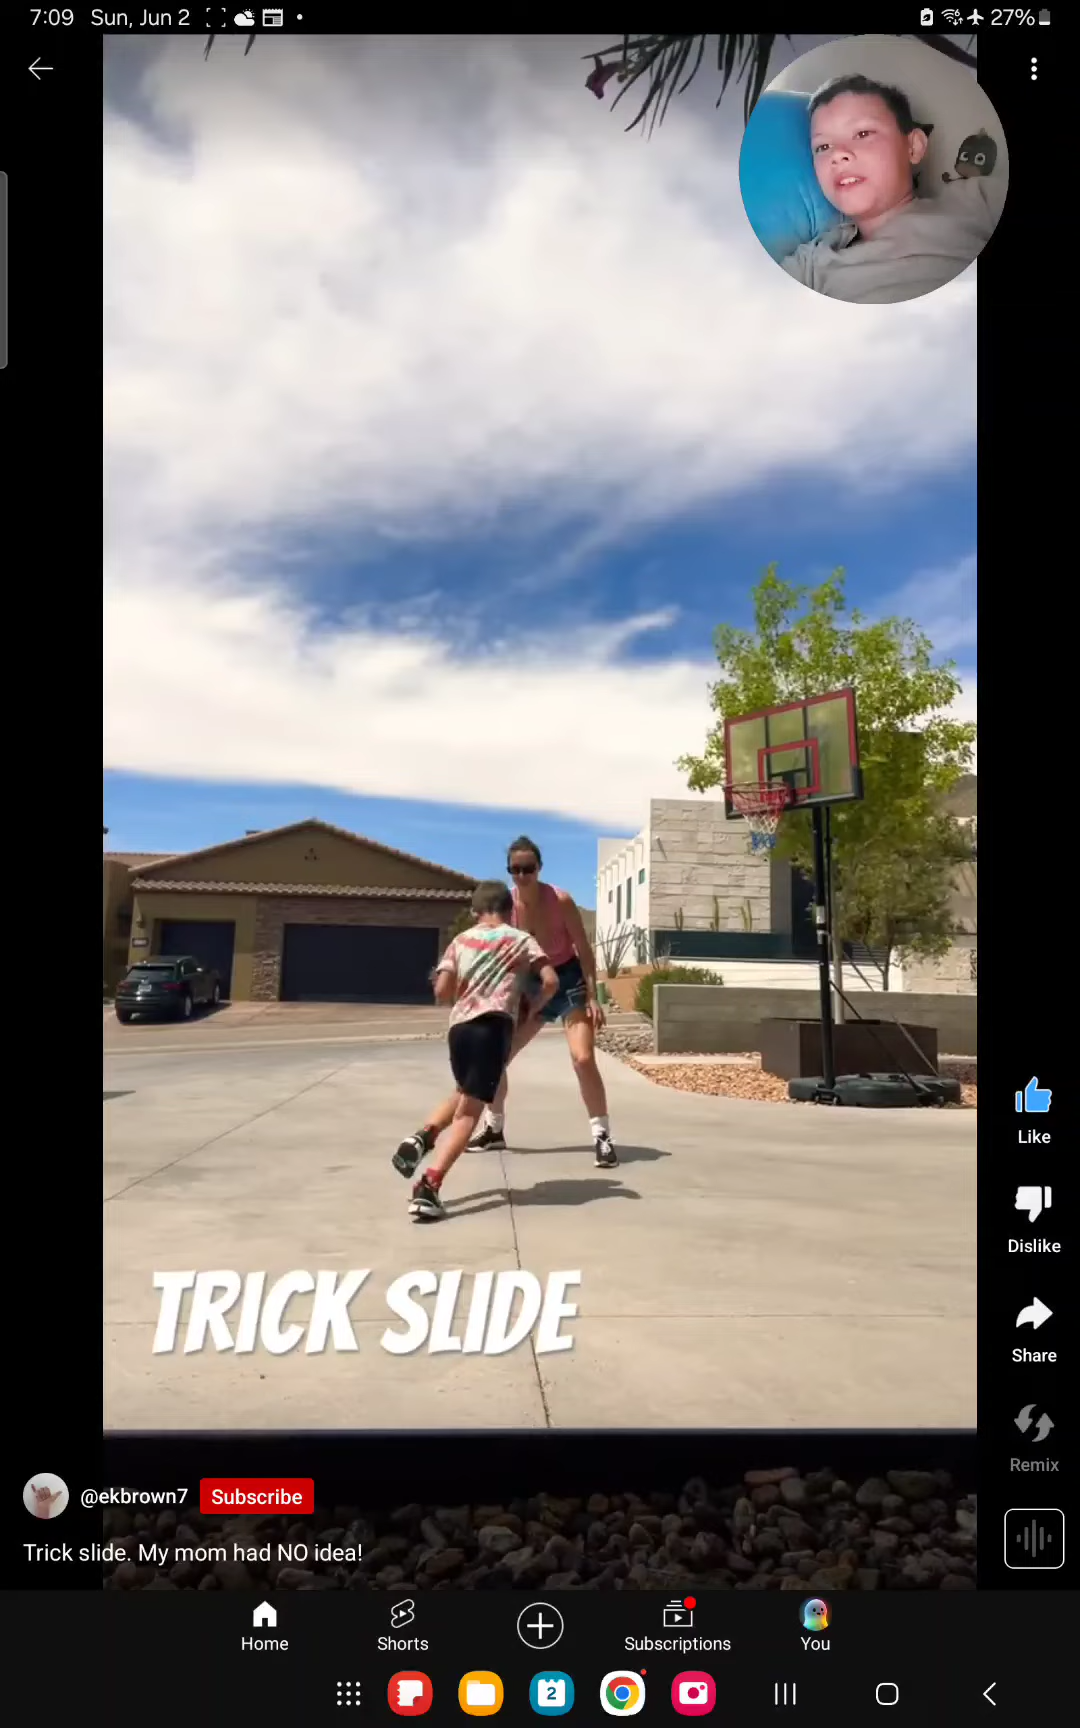 7:09 Sun, Jun 2 27%
TRICK SLIDE
Like
Dislike
Share
Remix
@ekbrown7 Subscribe
Trick slide. My mom had NO idea!
Home Shorts Subscriptions You
2